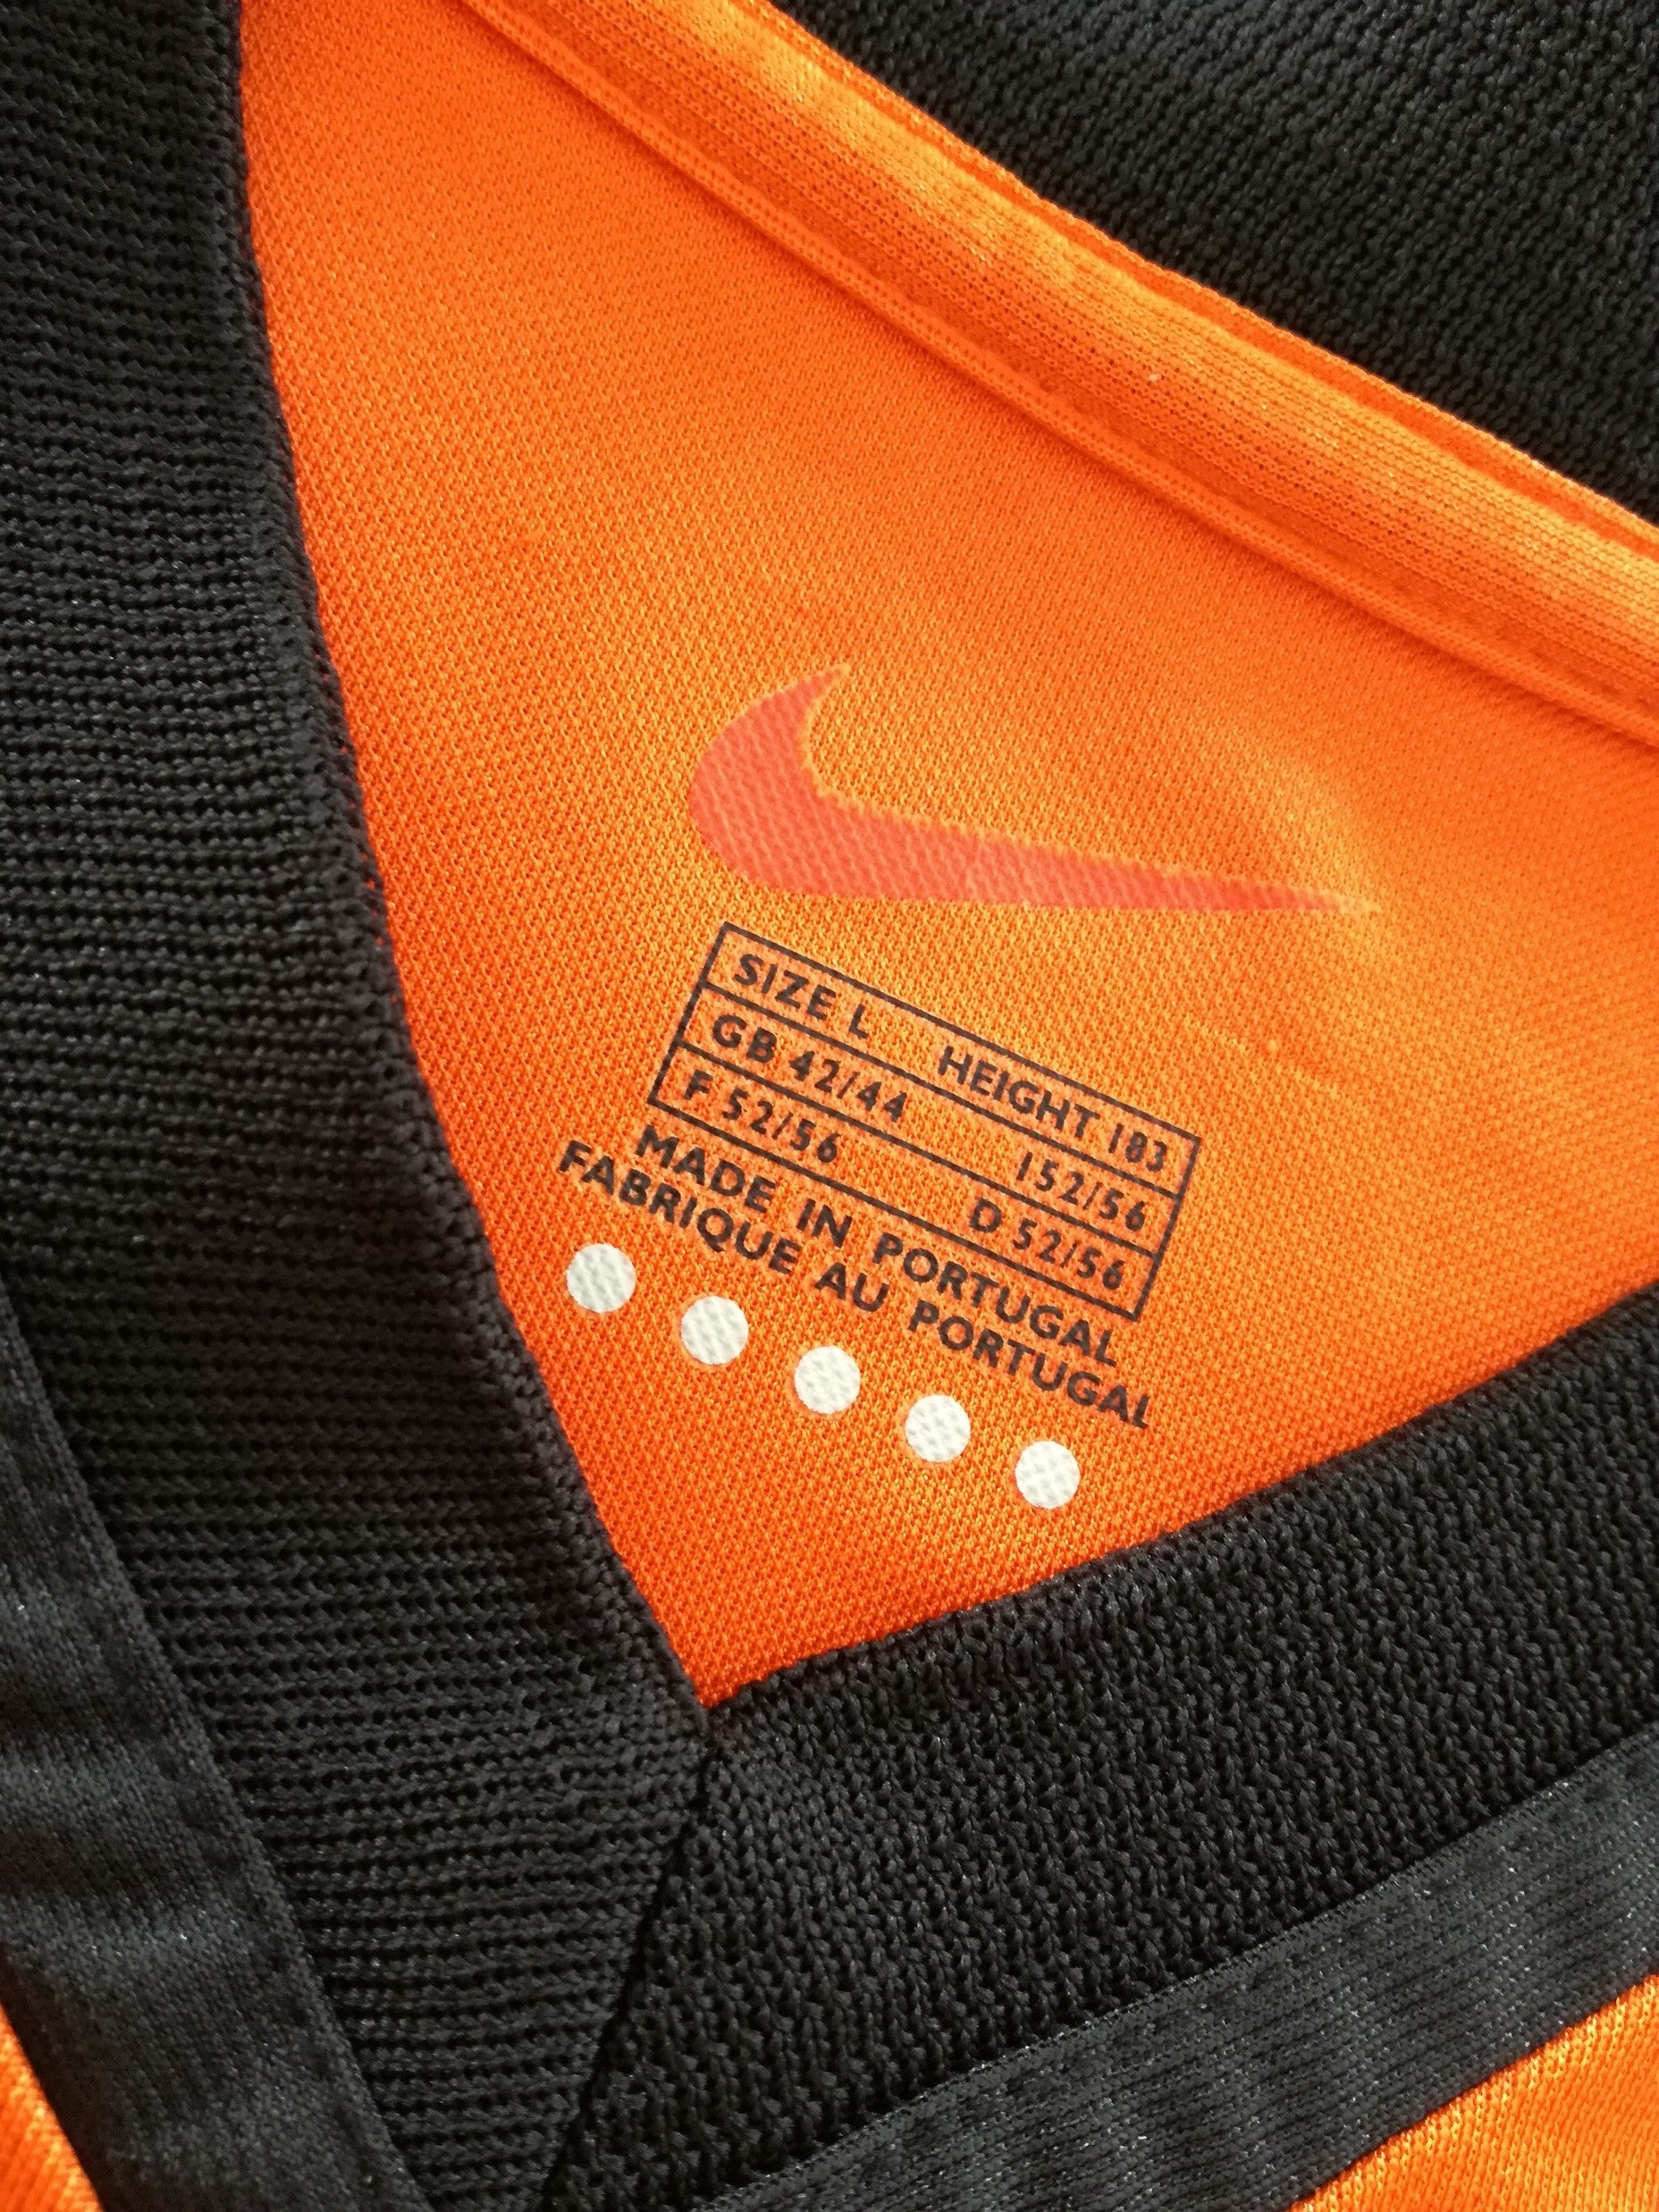 SIZE L HEIGHT 183
GB 42/44 I 52/56
F 52/56 D 52/56
MADE IN PORTUGAL
FABRIQUE AU PORTUGAL